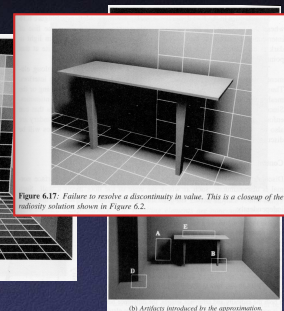 Figure 6.17: Failure to resolve a discontinuity in value. This is a closeup of the
radiosity solution shown in Figure 6.2.
E
A
B
D
(b) Artifacts introduced by the approximation.